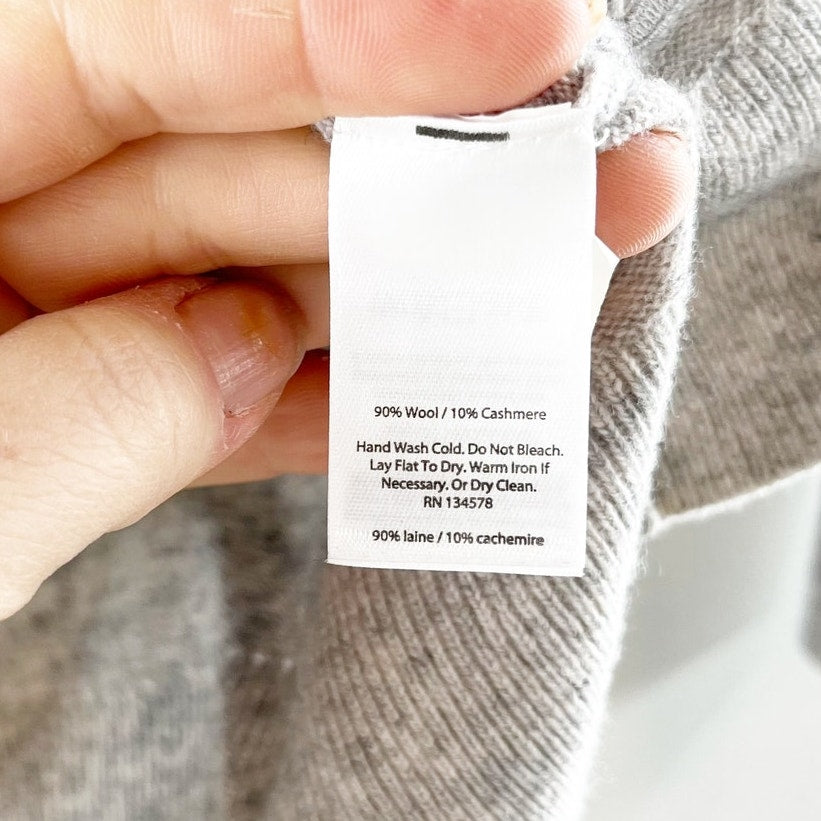 90% Wool / 10% Cashmere
Hand Wash Cold. Do Not Bleach.
Lay Flat To Dry. Warm Iron If
Necessary. Or Dry Clean.
RN 134578
90% laine / 10% cachemire